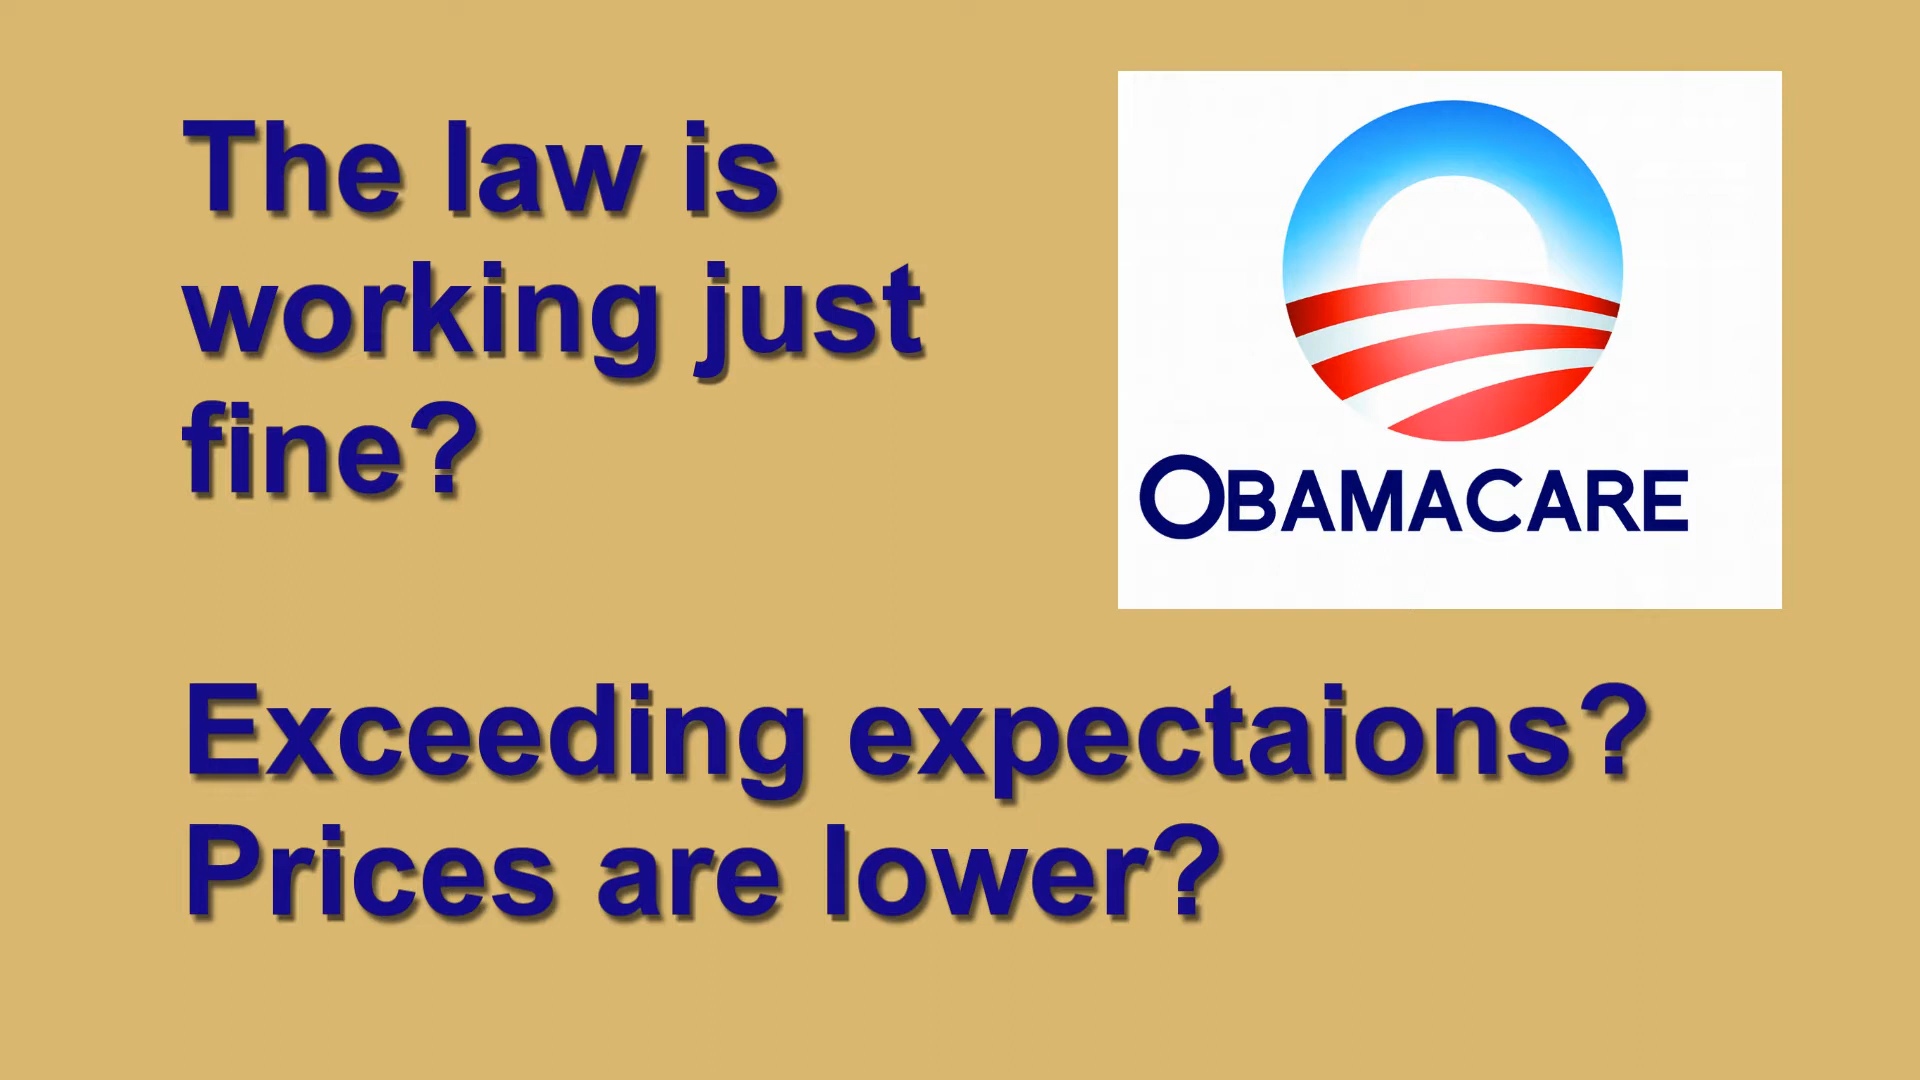 The law is
working just
fine?
OBAMACARE
Exceeding expectaions?
Prices are lower?